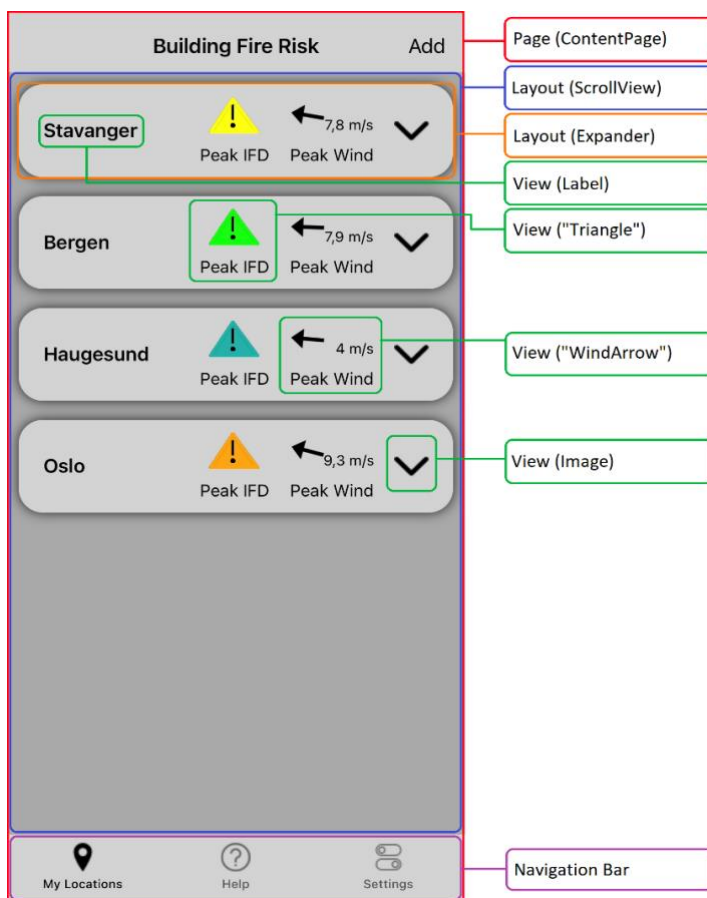 Building Fire Risk
Add
Page (ContentPage)
Layout (ScrollView)
Stavanger
!
7,8 m/s
Peak IFD
Peak Wind
Layout (Expander)
View (Label)
Bergen
!
7,9 m/s
Peak IFD
Peak Wind
View ("Triangle")
Haugesund
!
4 m/s
Peak IFD
Peak Wind
View ("WindArrow")
Oslo
!
9,3 m/s
Peak IFD
Peak Wind
View (Image)
My Locations
?
Help
Settings
Navigation Bar